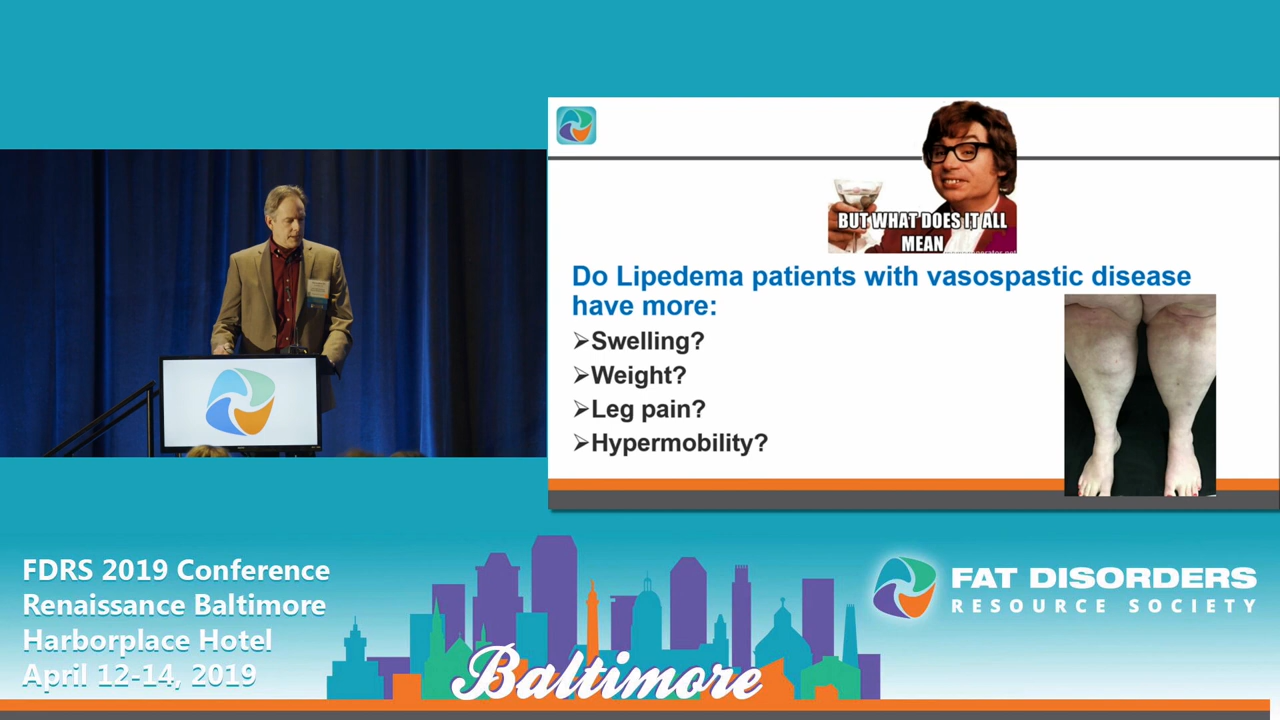 BUT WHAT DOES IT ALL
MEAN
Do Lipedema patients with vasospastic disease
have more:
➢Swelling?
➢Weight?
➢Leg pain?
➢Hypermobility?
FDRS 2019 Conference
Renaissance Baltimore
Harborplace Hotel
April 12-14, 2019
Baltimore
FAT DISORDERS
RESOURCE SOCIETY